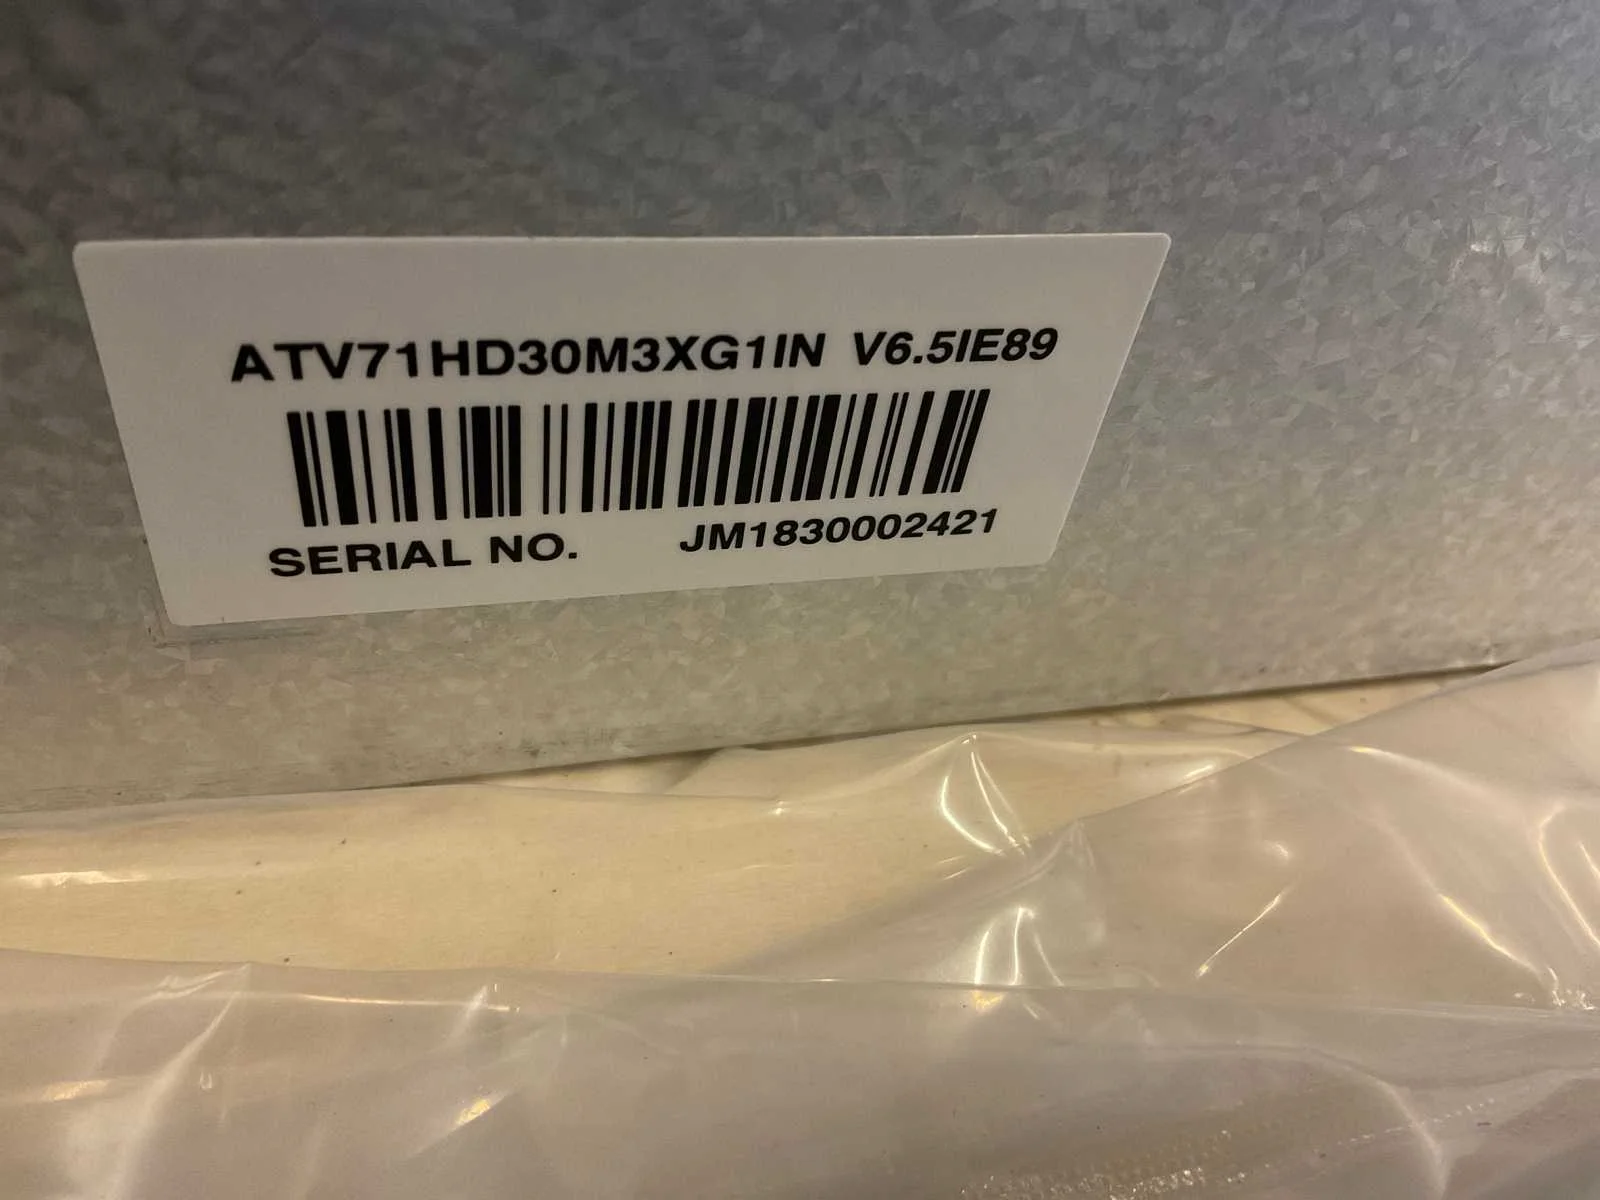 ATV71HD30M3XG1IN V6.5IE89
SERIAL NO. JM1830002421